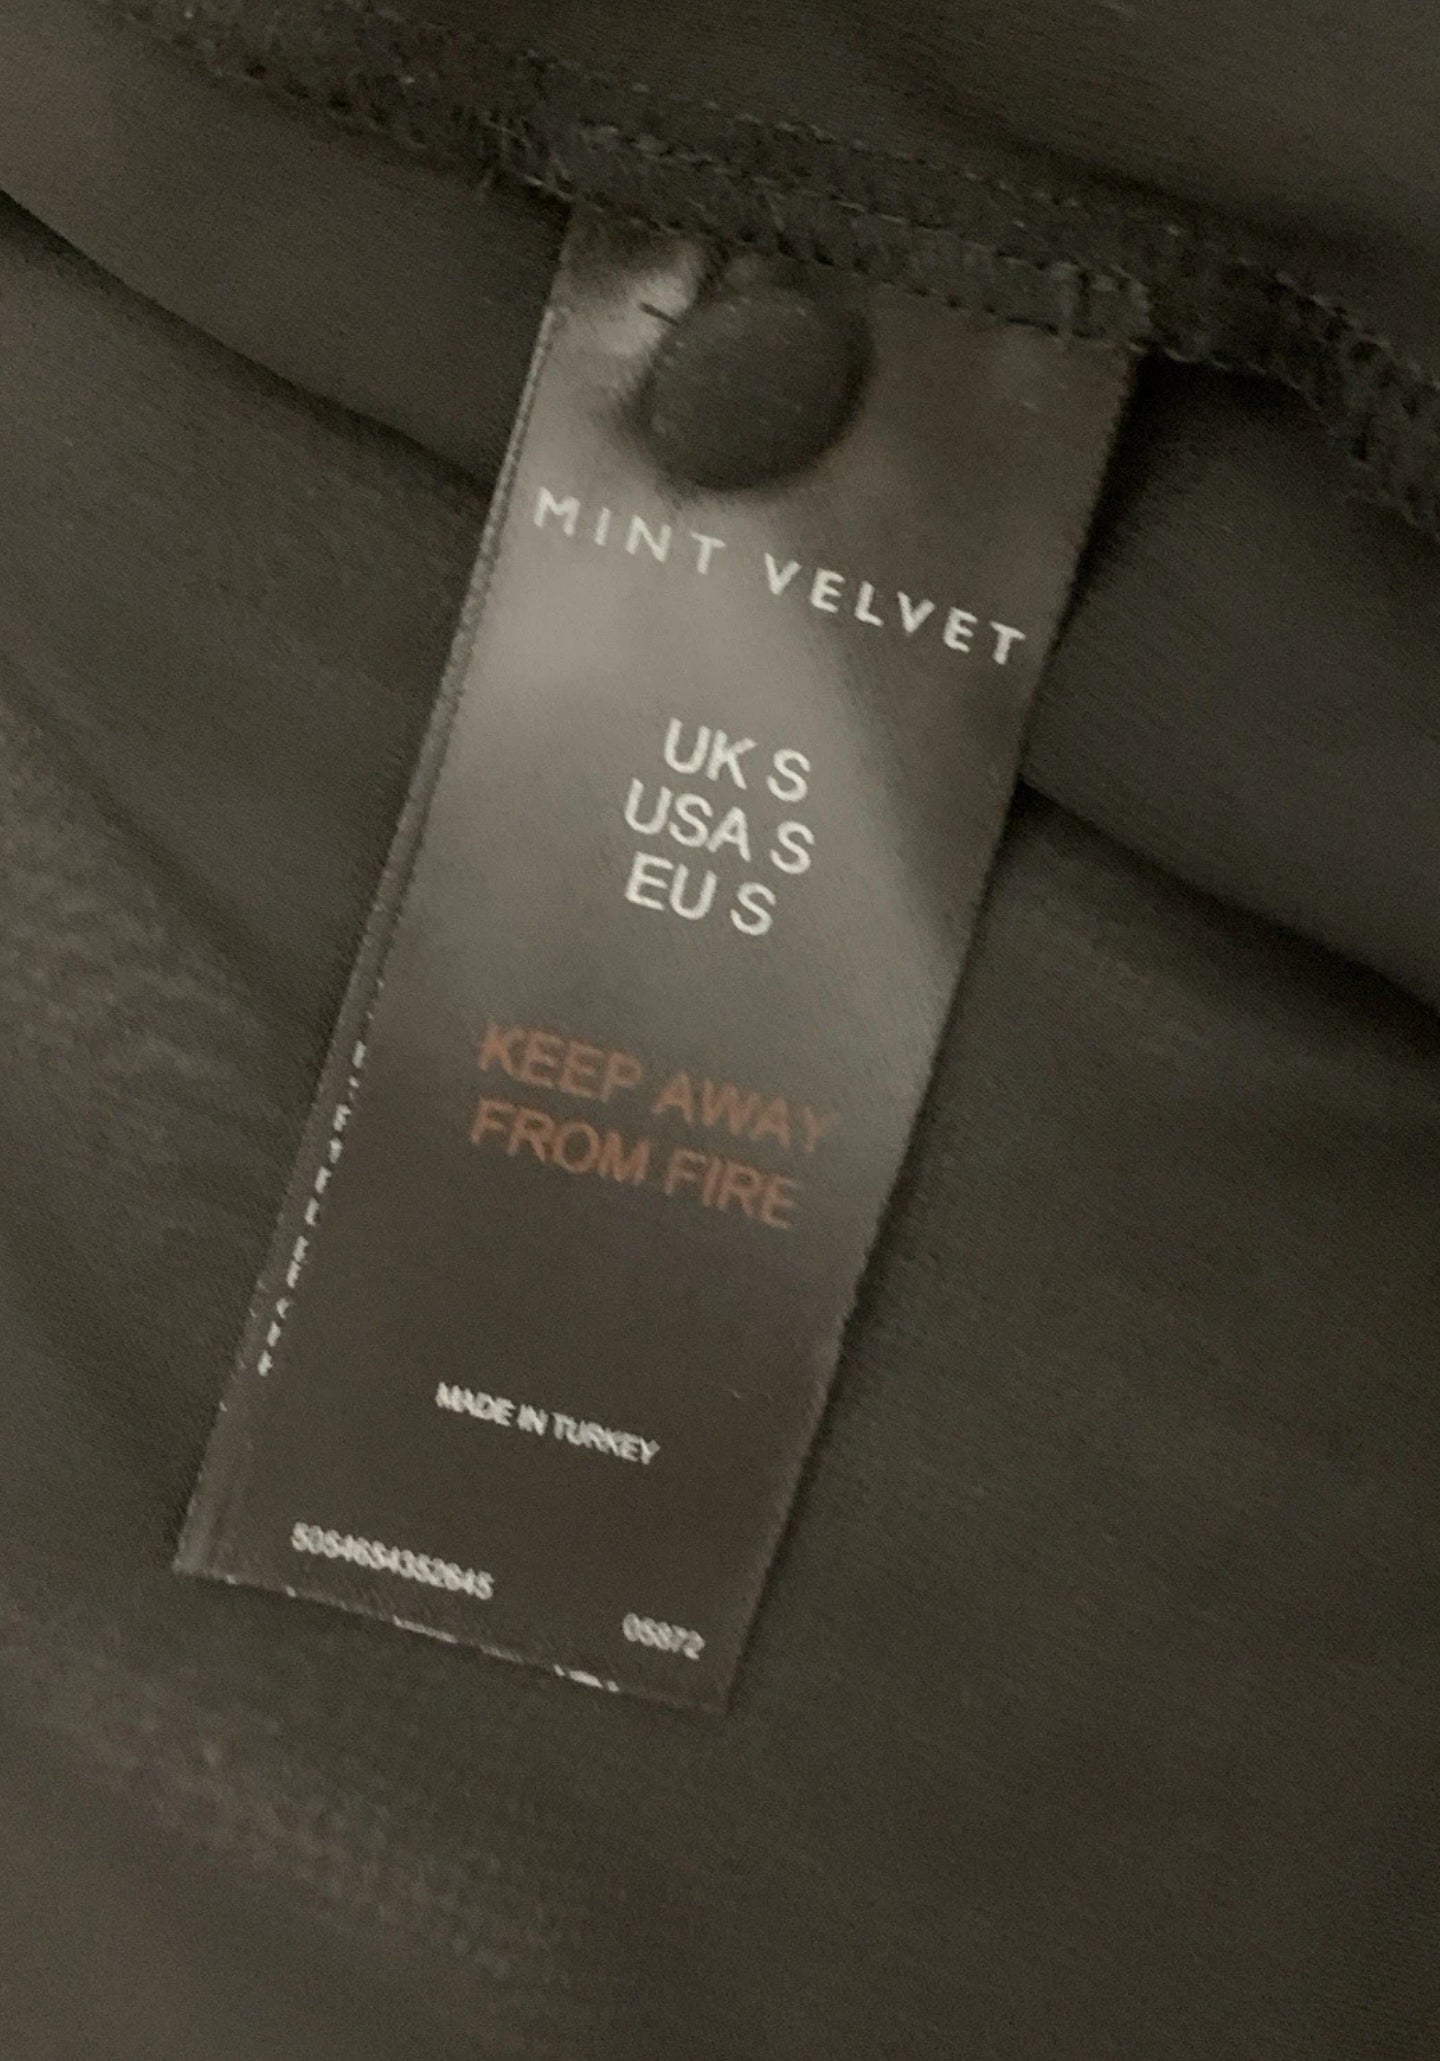 MINT VELVET
UK S
USA S
EU S
KEEP AWAY
FROM FIRE
MADE IN TURKEY
5054654352645
05872